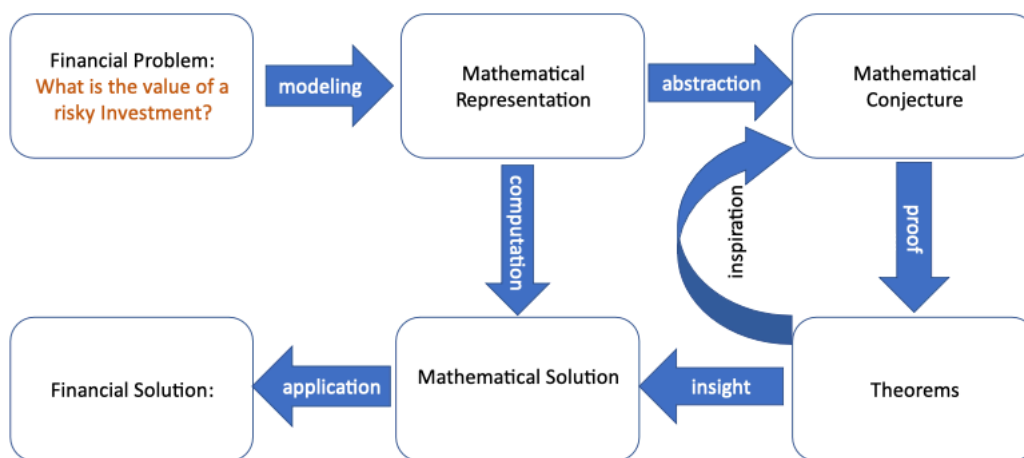 Financial Problem:
What is the value of a
risky Investment?
modeling
Mathematical
Representation
abstraction
Mathematical
Conjecture
computation
inspiration
proof
Financial Solution:
application
Mathematical Solution
insight
Theorems